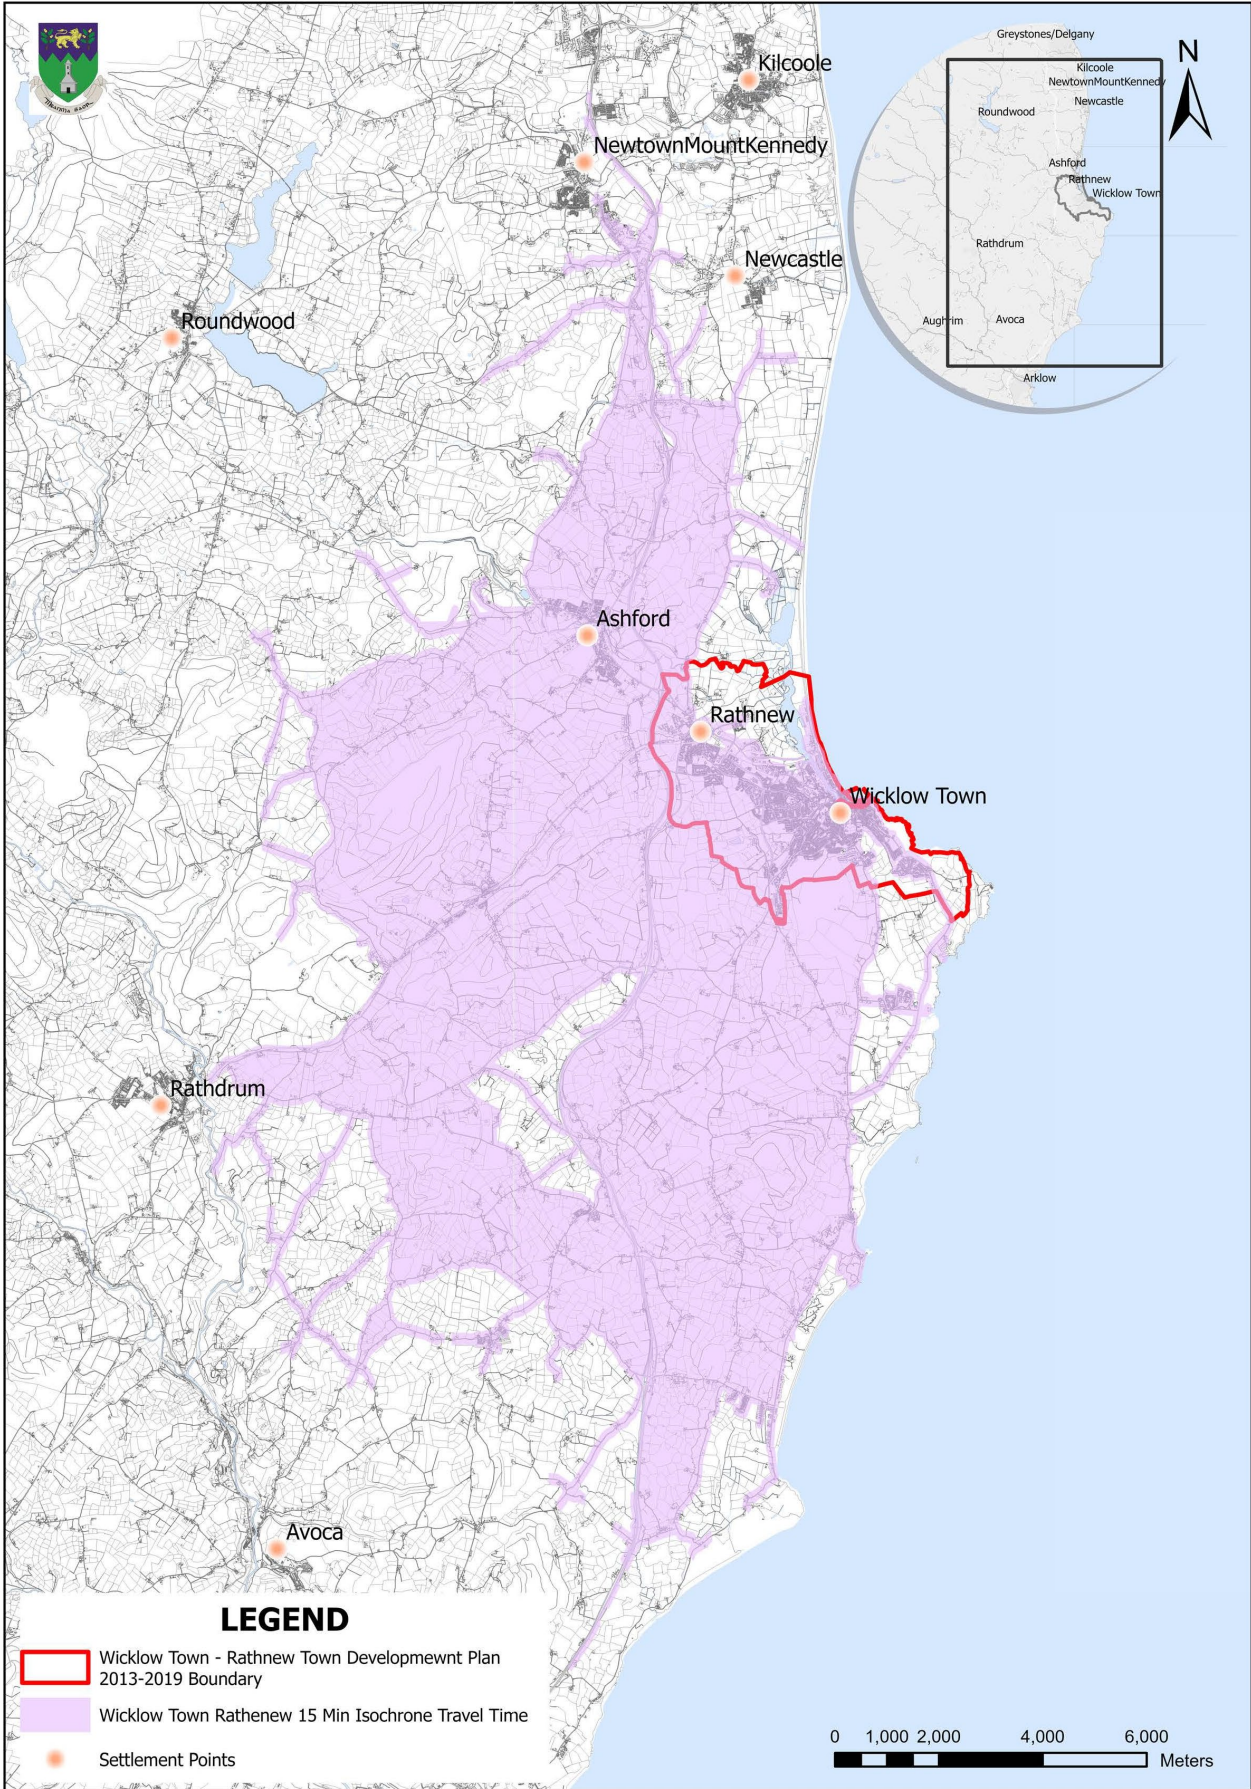 Greystones/Delgany
Kilcoole
NewtownMountKennedy
Newcastle
Roundwood
Ashford
Rathnew
Wicklow Town
Rathdrum
Aughrim
Avoca
Arklow
N
Kilcoole
NewtownMountKennedy
Newcastle
Roundwood
Ashford
Rathnew
Wicklow Town
Rathdrum
Avoca
LEGEND
Wicklow Town - Rathnew Town Developmewnt Plan
2013-2019 Boundary
Wicklow Town Rathenew 15 Min Isochrone Travel Time
Settlement Points
0 1,000 2,000 4,000 6,000
Meters